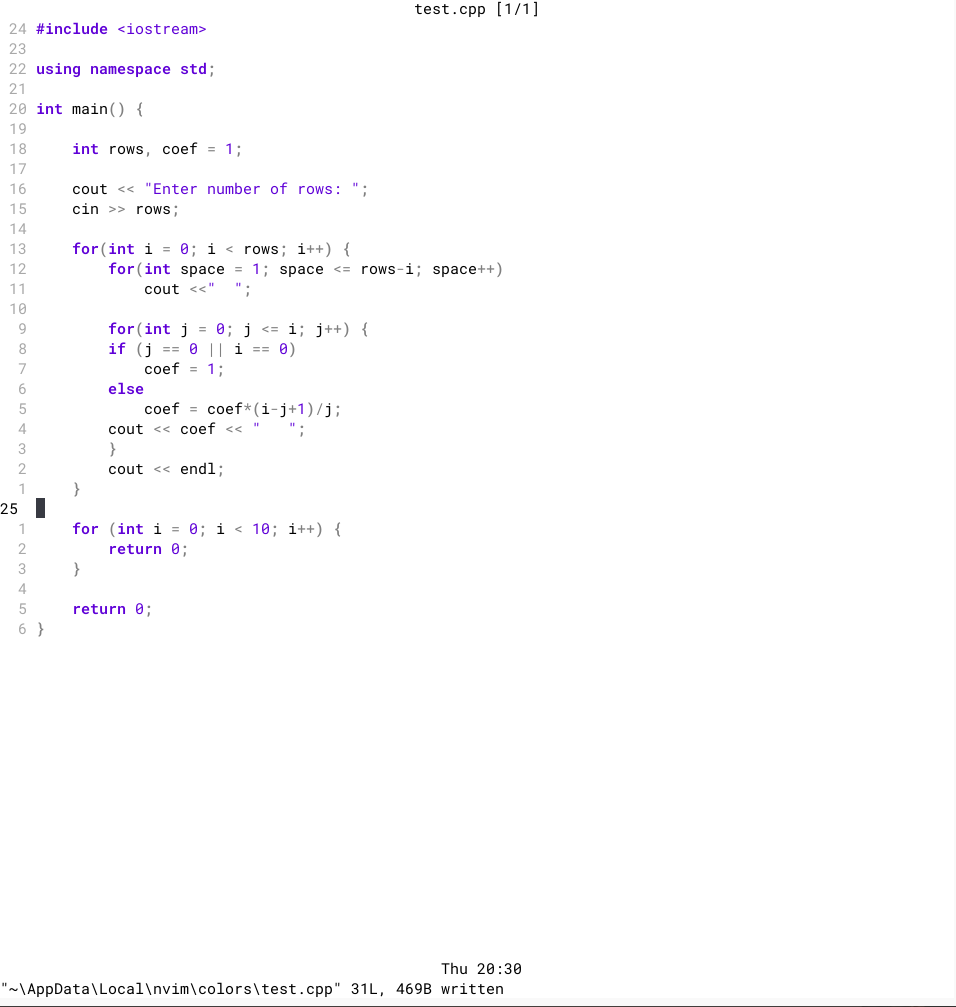 test.cpp [1/1]
24 #include <iostream>
23
22 using namespace std;
21
20 int main() {
19
18     int rows, coef = 1;
17
16     cout << "Enter number of rows: ";
15     cin >> rows;
14
13     for(int i = 0; i < rows; i++) {
12         for(int space = 1; space <= rows-i; space++)
11             cout <<"  ";
10
9         for(int j = 0; j <= i; j++) {
8         if (j == 0 || i == 0)
7             coef = 1;
6         else
5             coef = coef*(i-j+1)/j;
4         cout << coef << "   ";
3         }
2         cout << endl;
1     }
25
1     for (int i = 0; i < 10; i++) {
2         return 0;
3     }
4
5     return 0;
6 }
Thu 20:30
"~\AppData\Local\nvim\colors\test.cpp" 31L, 469B written